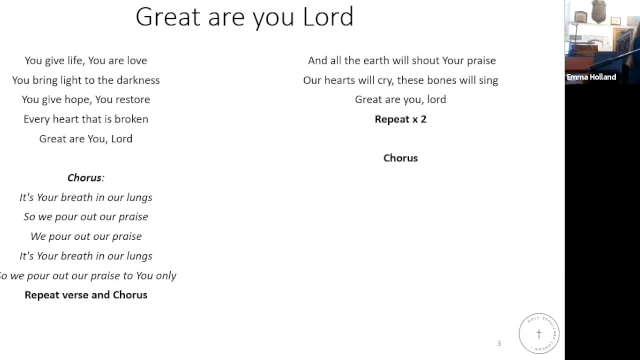 Great are you Lord
You give life, You are love
You bring light to the darkness
You give hope, You restore
Every heart that is broken
Great are You, Lord
Chorus:
It's Your breath in our lungs
So we pour out our praise
We pour out our praise
It's Your breath in our lungs
So we pour out our praise to You only
Repeat verse and Chorus
And all the earth will shout Your praise
Our hearts will cry, these bones will sing
Great are you, lord
Repeat x 2
Chorus
3
Emma Holland